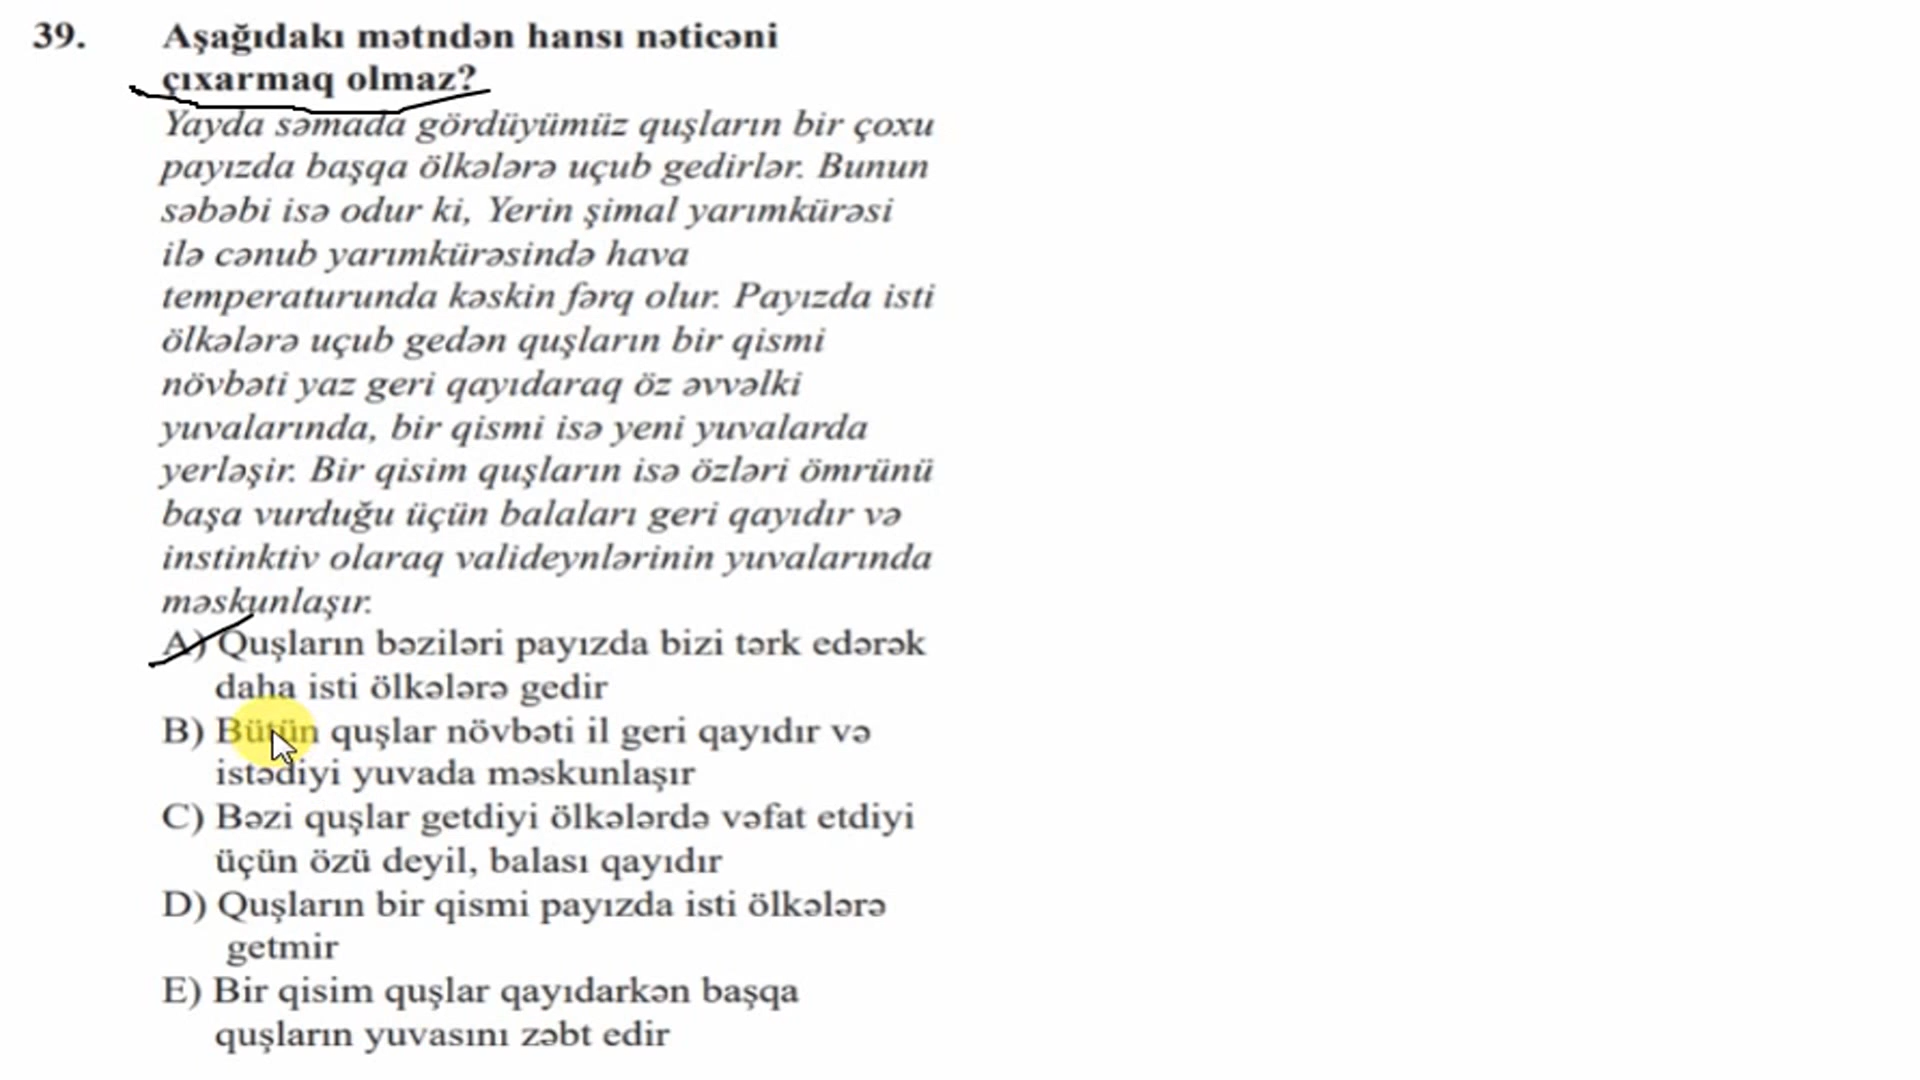 39. Aşağıdakı mətndən hansı nəticəni
çıxarmaq olmaz?
Yayda səmada gördüyümüz quşların bir çoxu
payızda başqa ölkələrə uçub gedirlər. Bunun
səbəbi isə odur ki, Yerin şimal yarımkürəsi
ilə cənub yarımkürəsində hava
temperaturunda kəskin fərq olur. Payızda isti
ölkələrə uçub gedən quşların bir qismi
növbəti yaz geri qayıdaraq öz əvvəlki
yuvalarında, bir qismi isə yeni yuvalarda
yerləşir. Bir qisim quşların isə özləri ömrünü
başa vurduğu üçün balaları geri qayıdır və
instinktiv olaraq valideynlərinin yuvalarında
məskunlaşır.
A) Quşların bəziləri payızda bizi tərk edərək
daha isti ölkələrə gedir
B) Bütün quşlar növbəti il geri qayıdır və
istədiyi yuvada məskunlaşır
C) Bəzi quşlar getdiyi ölkələrdə vəfat etdiyi
üçün özü deyil, balası qayıdır
D) Quşların bir qismi payızda isti ölkələrə
getmir
E) Bir qisim quşlar qayıdarkən başqa
quşların yuvasını zəbt edir